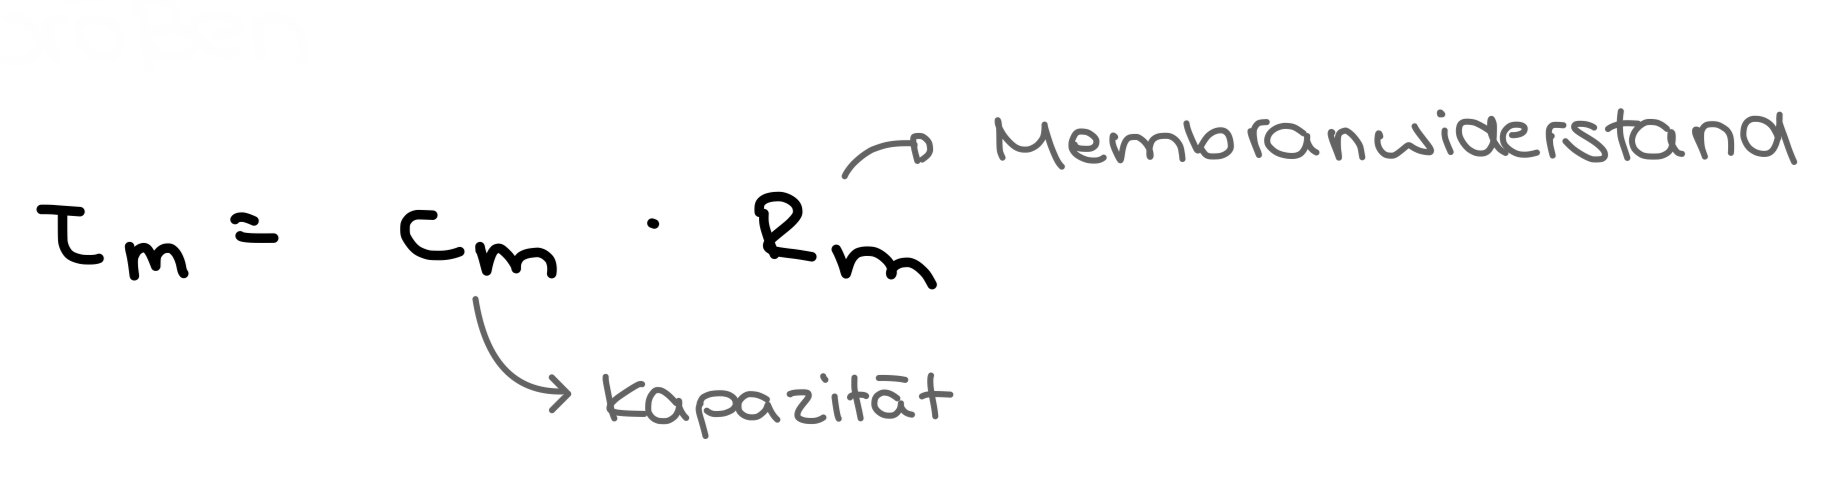 Membranwiderstand
τm = Cm · Rm
Kapazität